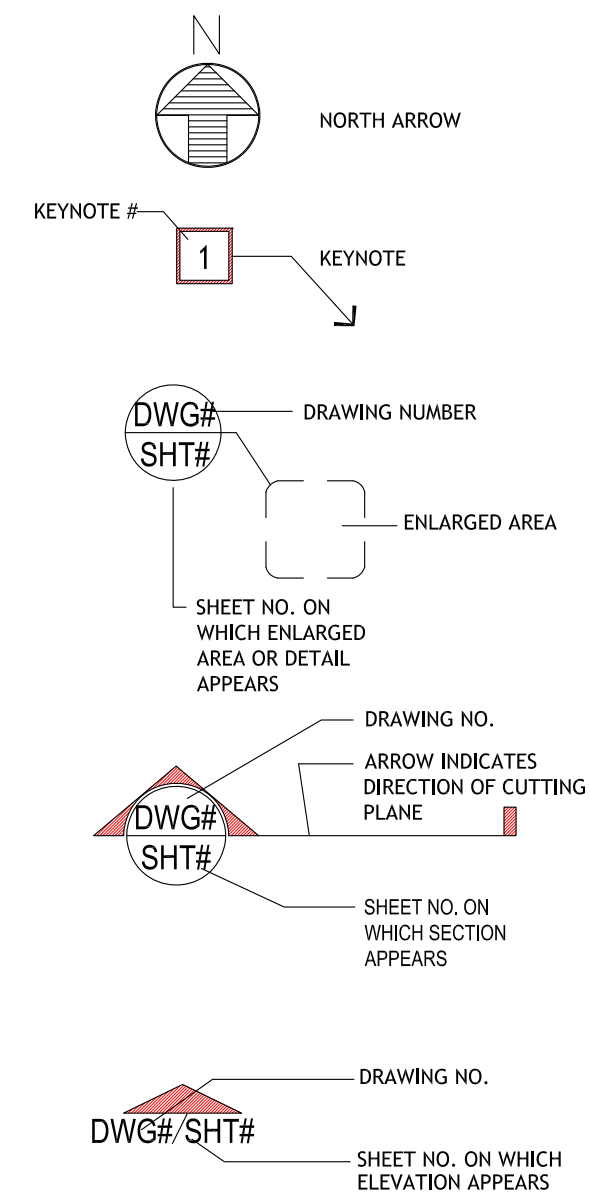 N
NORTH ARROW
KEYNOTE #
1
KEYNOTE
DWG#
DRAWING NUMBER
SHT#
ENLARGED AREA
SHEET NO. ON
WHICH ENLARGED
AREA OR DETAIL
APPEARS
DRAWING NO.
ARROW INDICATES
DIRECTION OF CUTTING
PLANE
DWG#
SHT#
SHEET NO. ON
WHICH SECTION
APPEARS
DRAWING NO.
DWG#/SHT#
SHEET NO. ON WHICH
ELEVATION APPEARS